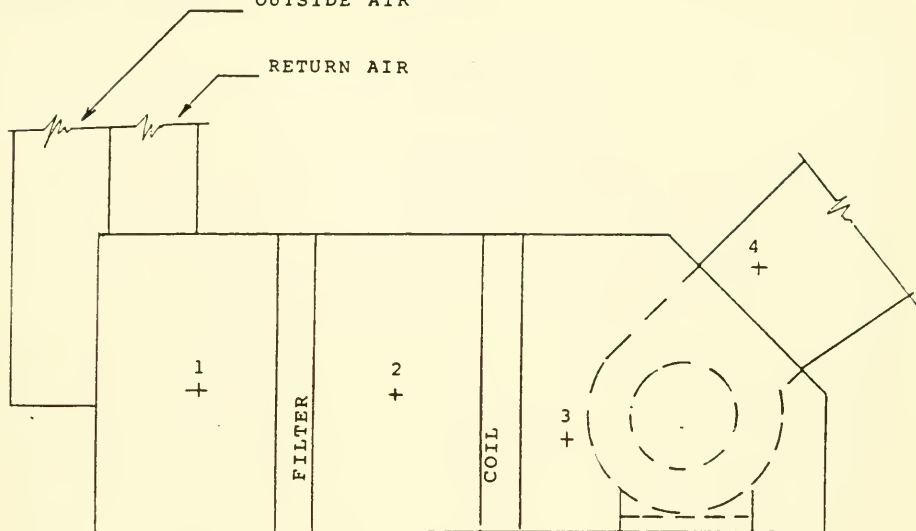 OUTSIDE AIR
RETURN AIR
4
1
2
3
FILTER
COIL